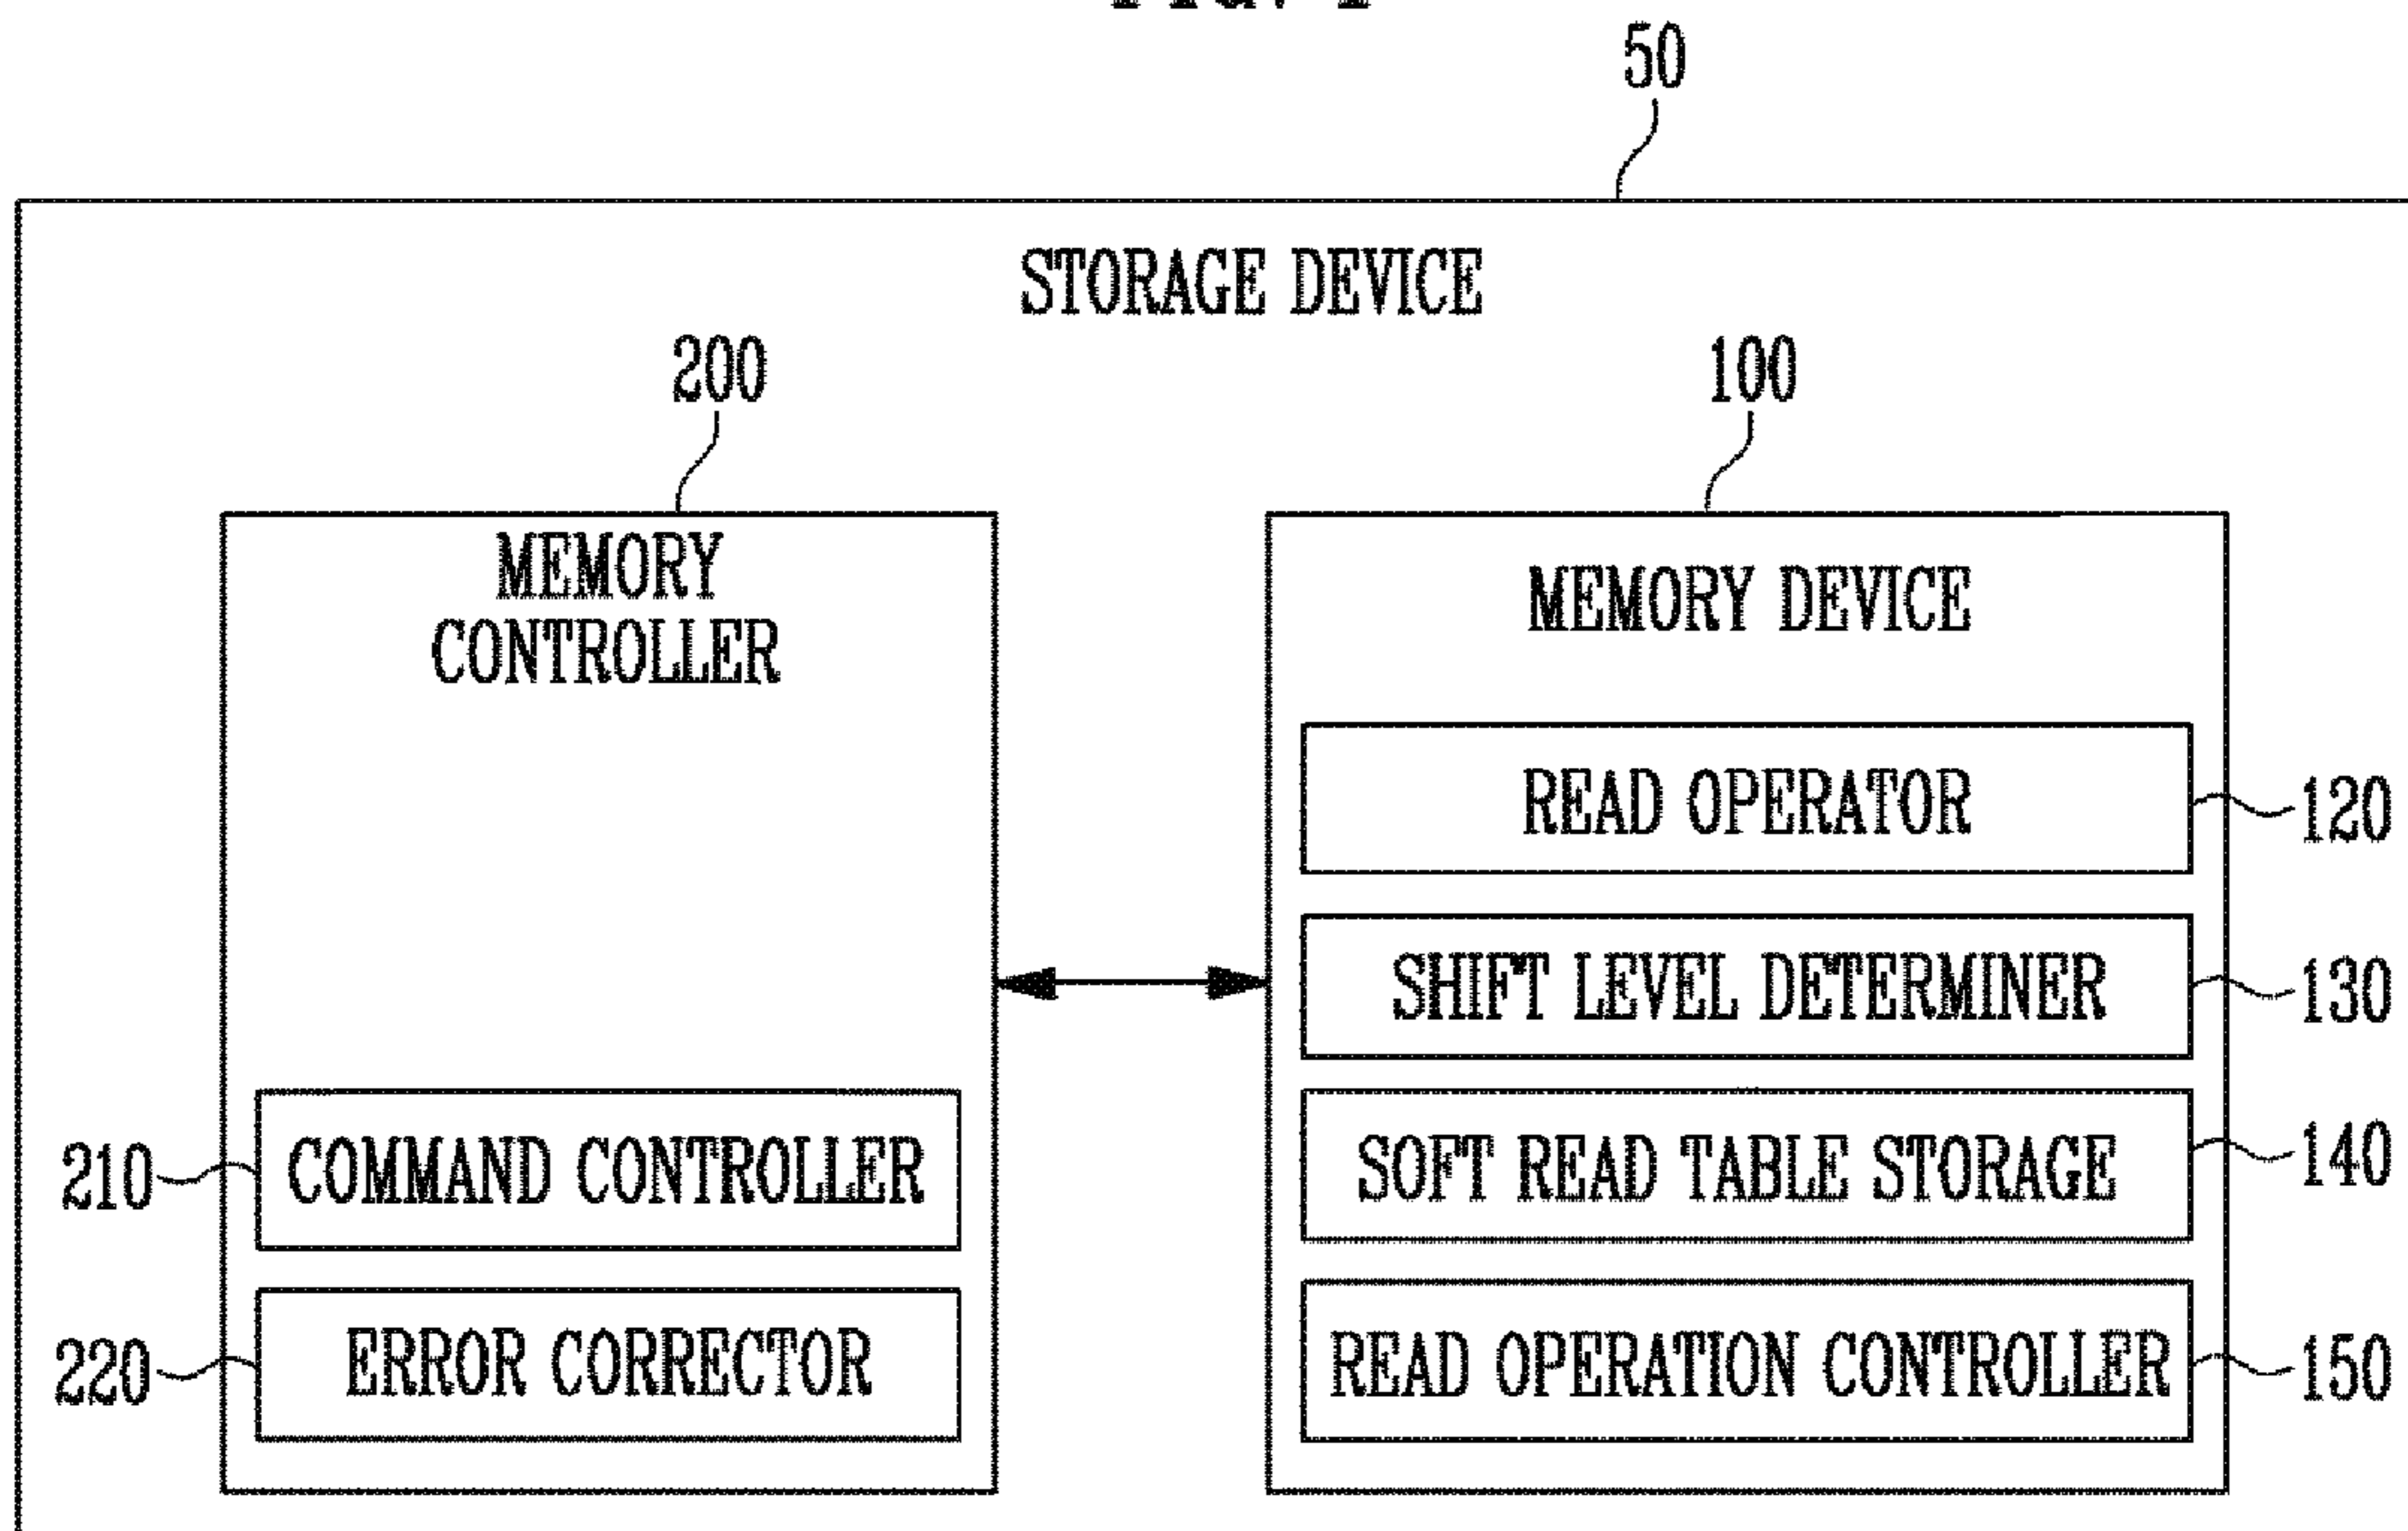 50
STORAGE DEVICE
200
100
MEMORY
CONTROLLER
MEMORY DEVICE
READ OPERATOR
120
SHIFT LEVEL DETERMINER
130
210
COMMAND CONTROLLER
SOFT READ TABLE STORAGE
140
220
ERROR CORRECTOR
READ OPERATION CONTROLLER
150